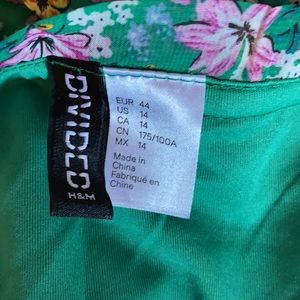 DIVIDED
H&M
EUR 44
US 14
CA 14
CN 175/100A
MX 14
Made in
China
Fabriqué en
Chine